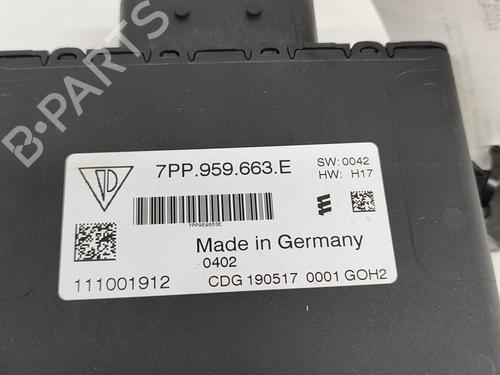 B-PARTS
7PP.959.663.E
SW:0042
HW: H17
7PP959663E
Made in Germany
0402
111001912
CDG 190517 0001 GOH2